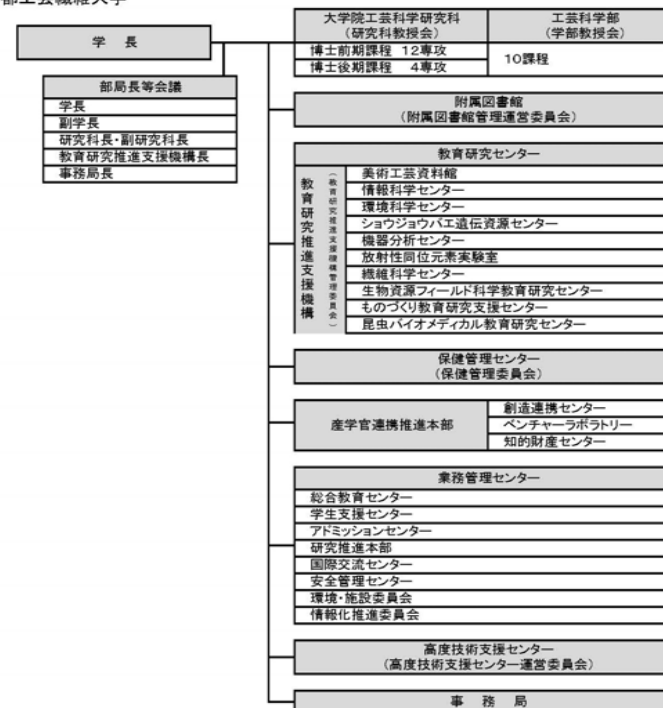 都工芸繊維大学
学 長
部局長等会議
学長
副学長
研究科長・副研究科長
教育研究推進支援機構長
事務局長
大学院工芸科学研究科
(研究科教授会)
工芸科学部
(学部教授会)
博士前期課程 12専攻
博士後期課程 4専攻
10課程
附属図書館
(附属図書館管理運営委員会)
教育研究推進支援機構
(教育研究推進支援機構管理委員会)
教育研究センター
美術工芸資料館
情報科学センター
環境科学センター
ショウジョウバエ遺伝資源センター
機器分析センター
放射性同位元素実験室
繊維科学センター
生物資源フィールド科学教育研究センター
ものづくり教育研究支援センター
昆虫バイオメディカル教育研究センター
保健管理センター
(保健管理委員会)
産学官連携推進本部
創造連携センター
ベンチャーラボラトリー
知的財産センター
業務管理センター
総合教育センター
学生支援センター
アドミッションセンター
研究推進本部
国際交流センター
安全管理センター
環境・施設委員会
情報化推進委員会
高度技術支援センター
(高度技術支援センター運営委員会)
事 務 局